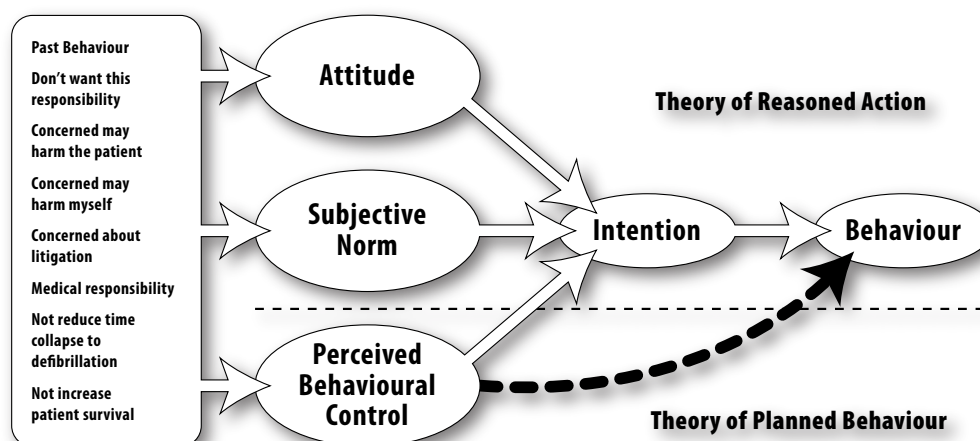 Past Behaviour
Don't want this
responsibility
Concerned may
harm the patient
Concerned may
harm myself
Concerned about
litigation
Medical responsibility
Not reduce time
collapse to
defibrillation
Not increase
patient survival
Attitude
Theory of Reasoned Action
Subjective
Norm
Intention
Behaviour
Perceived
Behavioural
Control
Theory of Planned Behaviour